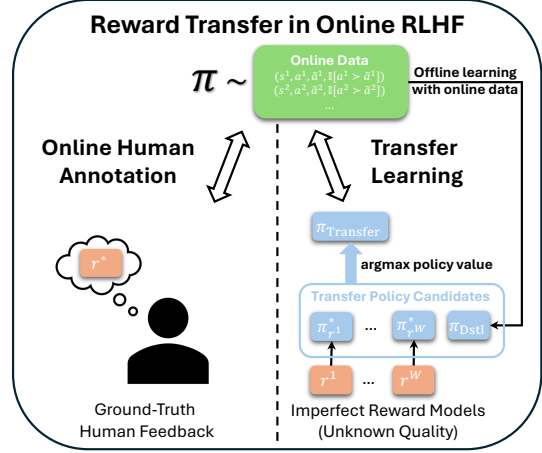 Reward Transfer in Online RLHF
π ~
Online Data
(s¹, a¹, ã¹, 𝕀[a¹ ≻ ã¹])
(s², a², ã², 𝕀[a² ≻ ã²])
...
Offline learning
with online data
Online Human
Annotation
Transfer
Learning
r*
π_Transfer
argmax policy value
Transfer Policy Candidates
π*_{r¹} ... π*_{r^W} π_Dstl
r¹ ... r^W
Ground-Truth
Human Feedback
Imperfect Reward Models
(Unknown Quality)